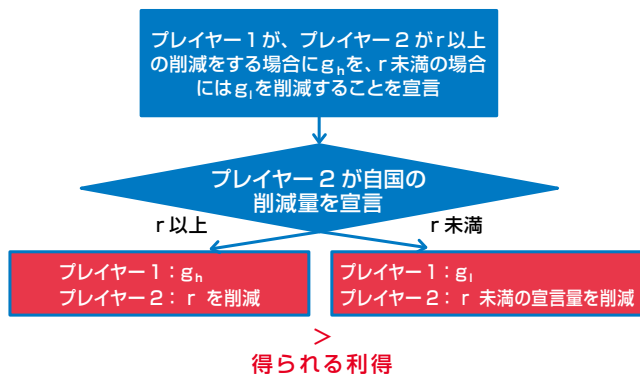 プレイヤー1が、プレイヤー2がr以上
の削減をする場合にgₕを、r未満の場合
にはgₗを削減することを宣言
プレイヤー2が自国の
削減量を宣言
r以上
r未満
プレイヤー1：gₕ
プレイヤー2： r を削減
プレイヤー1：gₗ
プレイヤー2： r 未満の宣言量を削減
＞
得られる利得